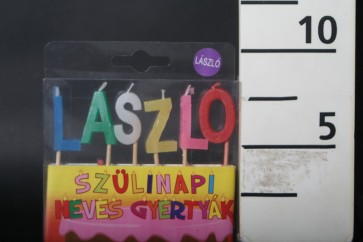 LÁSZLÓ
LÁSZLÓ
SZÜLINAPI
NEVES GYERTYÁK
10
5